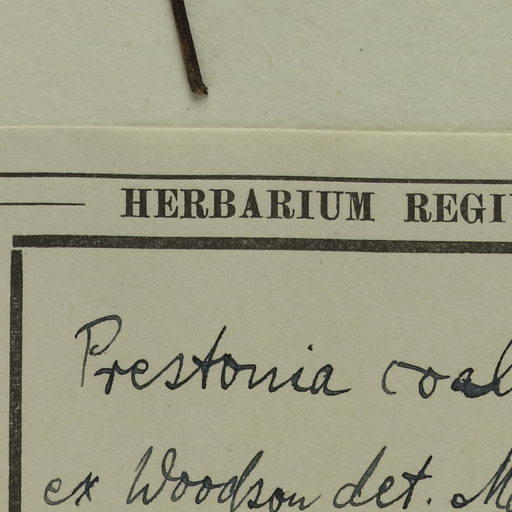 HERBARIUM REGI
Prestonia coal
ex Woodson det. M